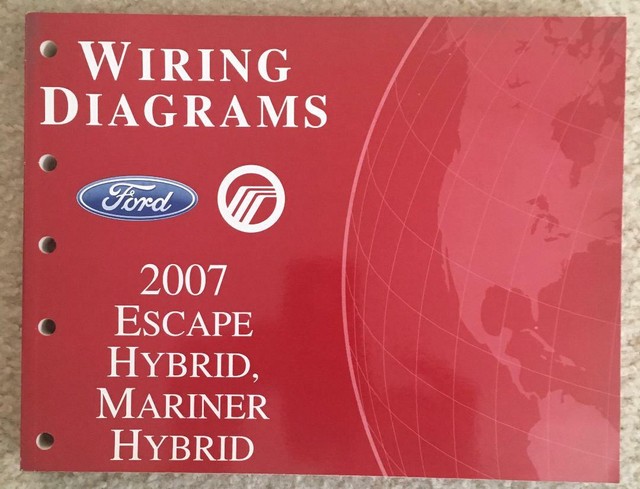 WIRING
DIAGRAMS
Ford
2007
ESCAPE
HYBRID,
MARINER
HYBRID